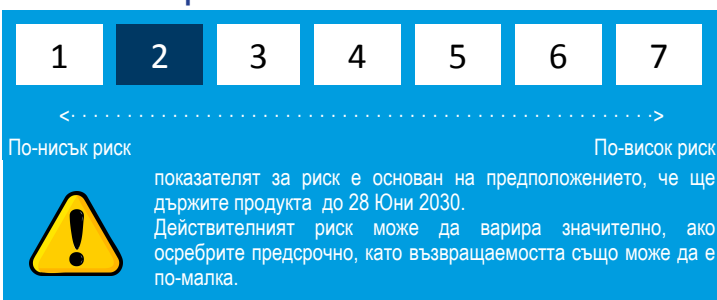 1 2 3 4 5 6 7
<· · · · · · · · · · · · · · · · · · · · · · · · · · · · · · · · · · · · · · · · · · · · · · · · · · · ·>
По-нисък риск По-висок риск
показателят за риск е основан на предположението, че ще
държите продукта до 28 Юни 2030.
Действителният риск може да варира значително, ако
осребрите предсрочно, като възвращаемостта също може да е
по-малка.